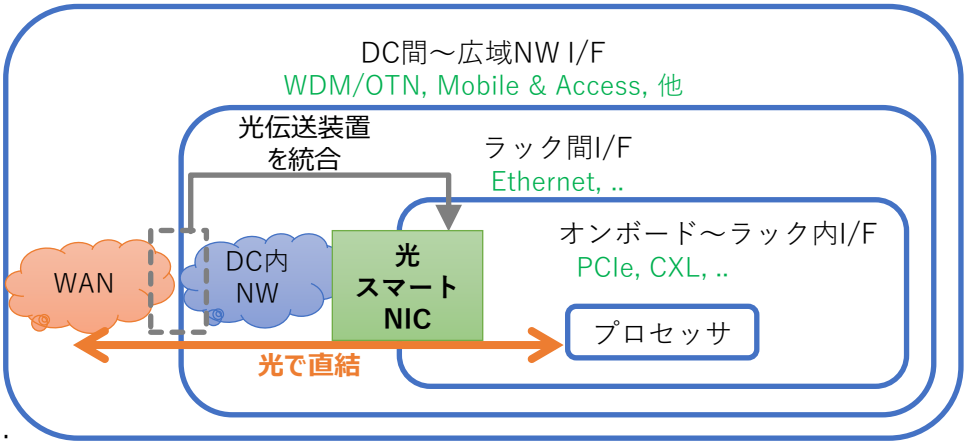 DC間～広域NW I/F
WDM/OTN, Mobile & Access, 他
光伝送装置
を統合
ラック間I/F
Ethernet, ..
オンボード～ラック内I/F
PCIe, CXL, ..
WAN
DC内
NW
光
スマート
NIC
プロセッサ
光で直結
.